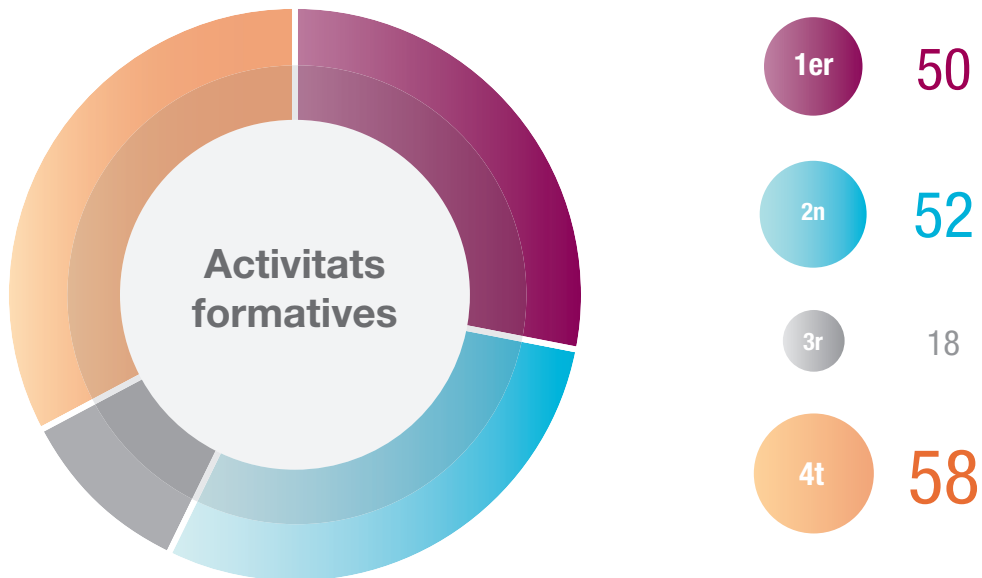 Activitats
formatives
1er 50
2n 52
3r 18
4t 58